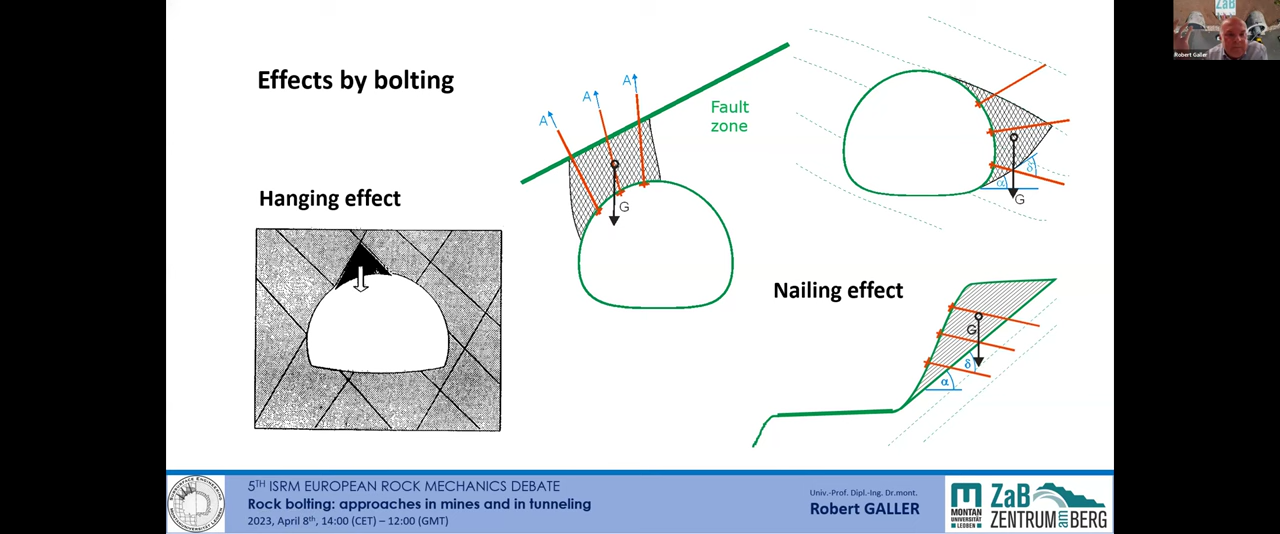 Effects by bolting
Hanging effect
A
A
A
G
Fault
zone
α
δ
G
Nailing effect
G
δ
α
ZaB
Robert Galler
5TH ISRM EUROPEAN ROCK MECHANICS DEBATE
Rock bolting: approaches in mines and in tunneling
2023, April 8th, 14:00 (CET) – 12:00 (GMT)
Univ.-Prof. Dipl.-Ing. Dr.mont.
Robert GALLER
MONTAN
UNIVERSITÄT
LEOBEN
ZaB
ZENTRUM am BERG